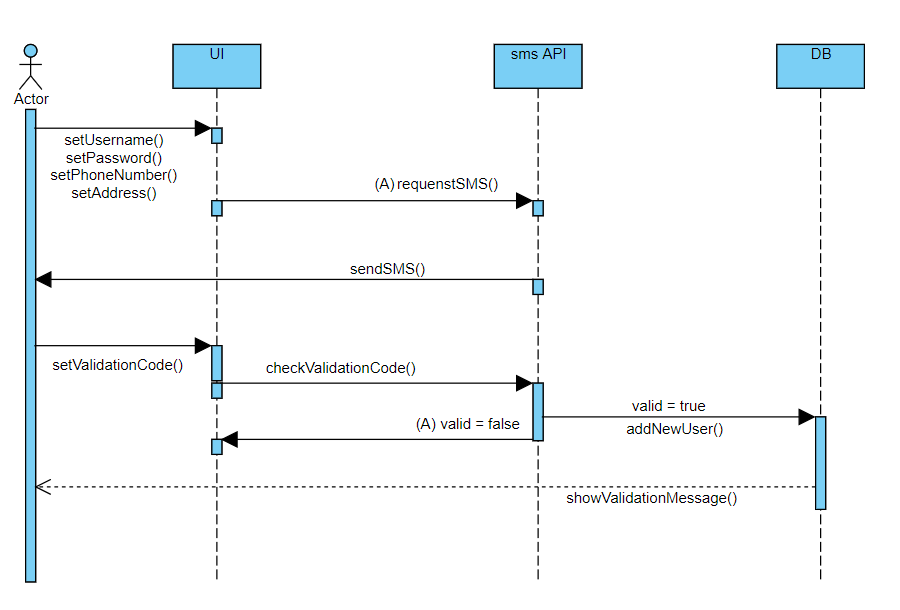 UI
sms API
DB
Actor
setUsername()
setPassword()
setPhoneNumber()
setAddress()
(A) requenstSMS()
sendSMS()
setValidationCode()
checkValidationCode()
valid = true
addNewUser()
(A) valid = false
showValidationMessage()